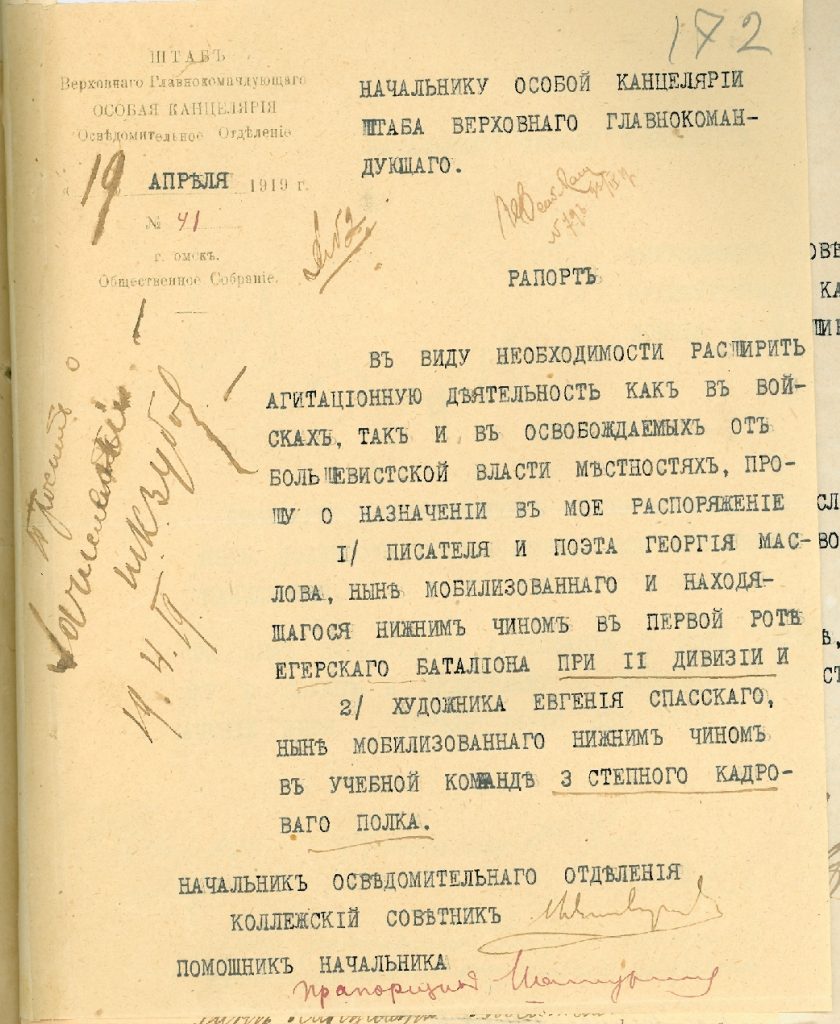 172
ШТАБЪ
Верховнаго Главнокомандующаго
ОСОБАЯ КАНЦЕЛЯРІЯ
Освѣдомительное Отдѣленіе
„ 19 АПРѢЛЯ 1919 г.
№ 41
г. ОМСКЪ.
Общественное Собраніе.
НАЧАЛЬНИКУ ОСОБОЙ КАНЦЕЛЯРІИ
ШТАБА ВЕРХОВНАГО ГЛАВНОКОМАН-
ДУЮЩАГО.
РАПОРТЪ
ВЪ ВИДУ НЕОБХОДИМОСТИ РАСШИРИТЬ
АГИТАЦІОННУЮ ДѢЯТЕЛЬНОСТЬ КАКЪ ВЪ ВОЙ-
СКАХЪ, ТАКЪ И ВЪ ОСВОБОЖДАЕМЫХЪ ОТЪ
БОЛЬШЕВИСТСКОЙ ВЛАСТИ МѢСТНОСТЯХЪ, ПРО-
ШУ О НАЗНАЧЕНІИ ВЪ МОЕ РАСПОРЯЖЕНІЕ
I/ ПИСАТЕЛЯ И ПОЭТА ГЕОРГІЯ МАС-
ЛОВА, НЫНѢ МОБИЛИЗОВАННАГО И НАХОДЯ-
ЩАГОСЯ НИЖНИМЪ ЧИНОМЪ ВЪ ПЕРВОЙ РОТѢ
ЕГЕРСКАГО БАТАЛІОНА ПРИ II ДИВИЗІИ И
2/ ХУДОЖНИКА ЕВГЕНІЯ СПАССКАГО,
НЫНѢ МОБИЛИЗОВАННАГО НИЖНИМЪ ЧИНОМЪ
ВЪ УЧЕБНОЙ КОМАНДѢ 3 СТЕПНОГО КАДРО-
ВАГО ПОЛКА.
19.4.19
НАЧАЛЬНИКЪ ОСВѢДОМИТЕЛЬНАГО ОТДѢЛЕНІЯ
КОЛЛЕЖСКІЙ СОВѢТНИКЪ
ПОМОШНИКЪ НАЧАЛЬНИКА
прапорщикъ